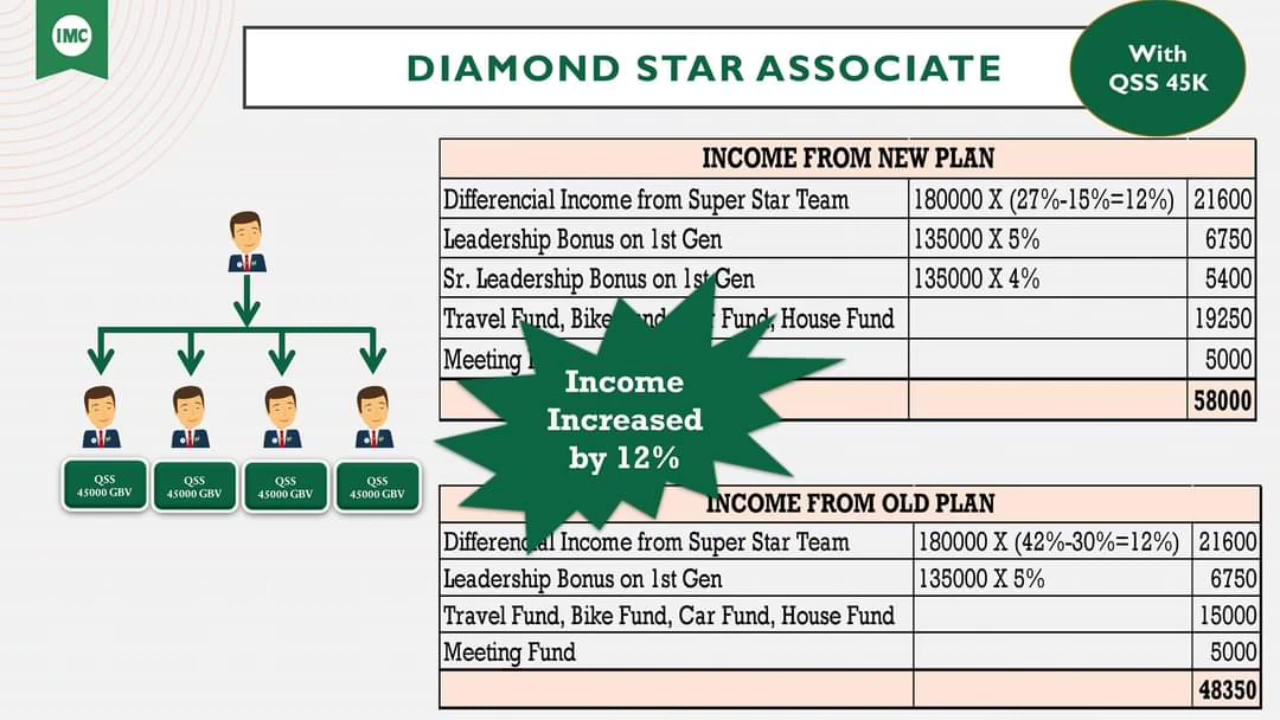 IMC
DIAMOND STAR ASSOCIATE
With
QSS 45K
INCOME FROM NEW PLAN
Differencial Income from Super Star Team 180000 X (27%-15%=12%) 21600
Leadership Bonus on 1st Gen 135000 X 5% 6750
Sr. Leadership Bonus on 1st Gen 135000 X 4% 5400
Travel Fund, Bike Fund, House Fund 19250
Meeting 5000
58000
Income
Increased
by 12%
QSS
45000 GBV
QSS
45000 GBV
QSS
45000 GBV
QSS
45000 GBV
INCOME FROM OLD PLAN
Differencial Income from Super Star Team 180000 X (42%-30%=12%) 21600
Leadership Bonus on 1st Gen 135000 X 5% 6750
Travel Fund, Bike Fund, Car Fund, House Fund 15000
Meeting Fund 5000
48350